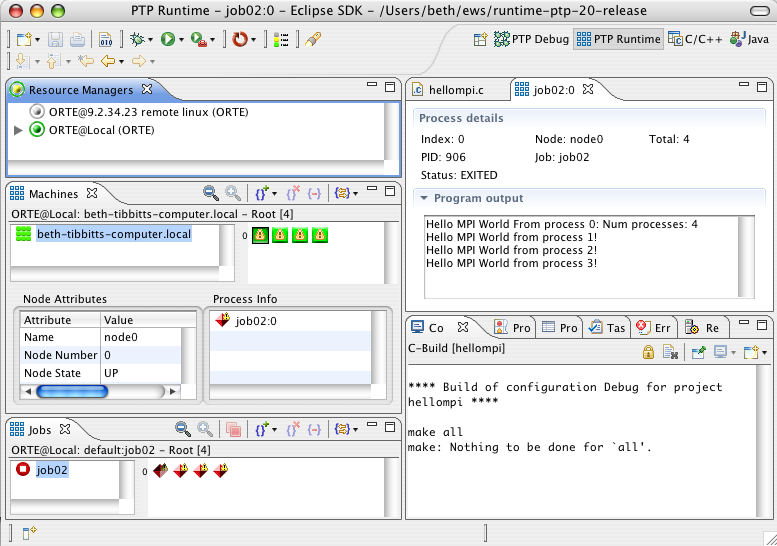 PTP Runtime - job02:0 - Eclipse SDK - /Users/beth/ews/runtime-ptp-20-release
PTP Debug
PTP Runtime
C/C++
Java
Resource Managers
ORTE@9.2.34.23 remote linux (ORTE)
ORTE@Local (ORTE)
Machines
ORTE@Local: beth-tibbitts-computer.local - Root [4]
beth-tibbitts-computer.local
0
Node Attributes
Attribute Value
Name node0
Node Number 0
Node State UP
Process Info
job02:0
Jobs
ORTE@Local: default:job02 - Root [4]
job02
0
hellompi.c
job02:0
Process details
Index: 0 Node: node0 Total: 4
PID: 906 Job: job02
Status: EXITED
Program output
Hello MPI World From process 0: Num processes: 4
Hello MPI World from process 1!
Hello MPI World from process 2!
Hello MPI World from process 3!
Co Pro Pro Tas Err Re
C-Build [hellompi]
**** Build of configuration Debug for project
hellompi ****
make all
make: Nothing to be done for `all'.